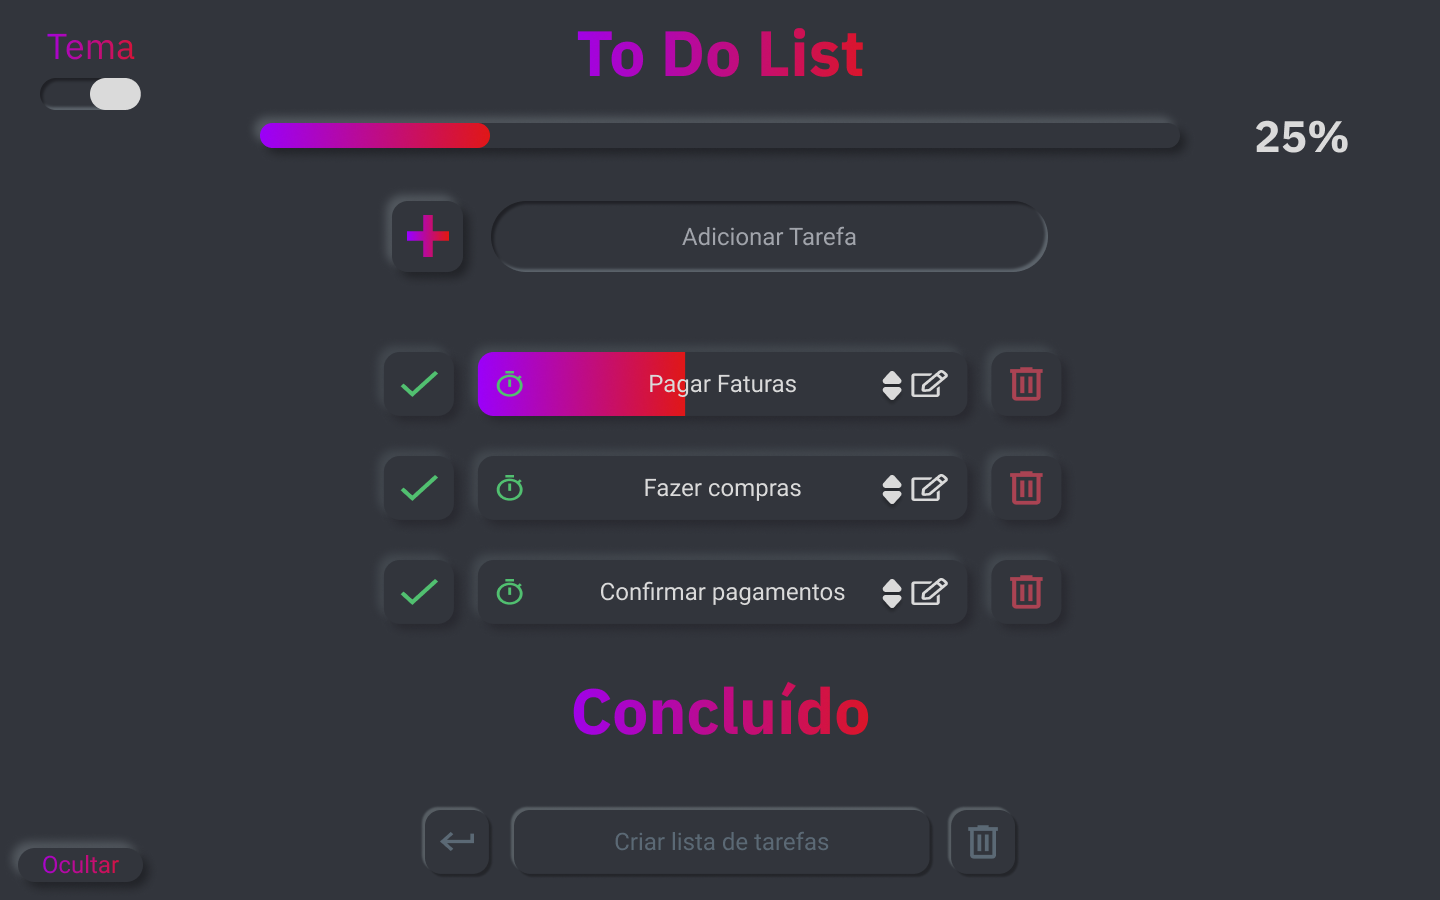 Tema
To Do List
25%
Adicionar Tarefa
Pagar Faturas
Fazer compras
Confirmar pagamentos
Concluído
Criar lista de tarefas
Ocultar